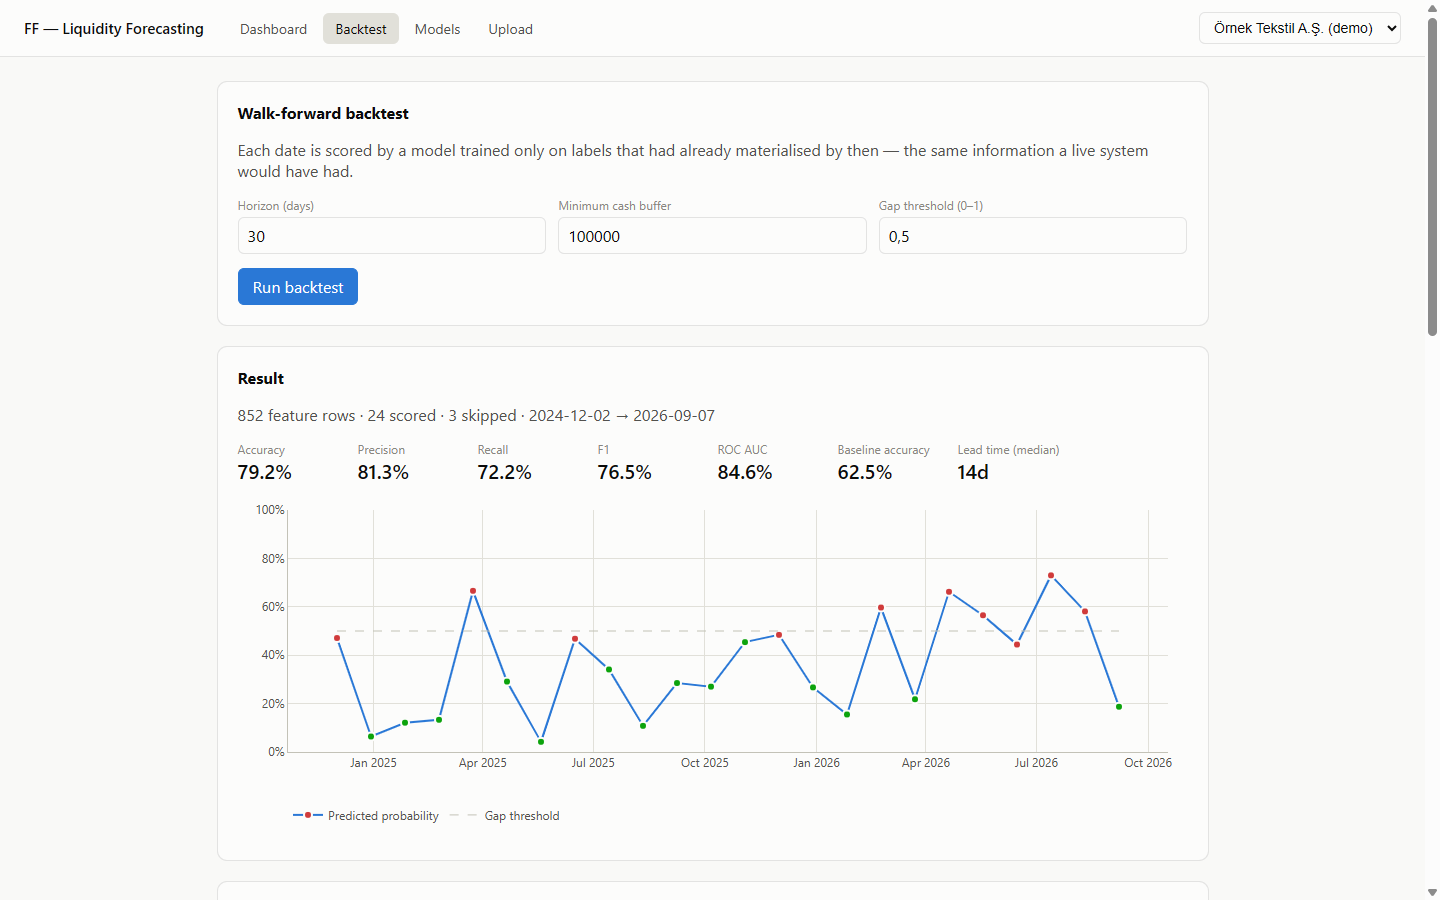 FF — Liquidity Forecasting
Dashboard
Backtest
Models
Upload
Örnek Tekstil A.Ş. (demo)
Walk-forward backtest
Each date is scored by a model trained only on labels that had already materialised by then — the same information a live system
would have had.
Horizon (days)
Minimum cash buffer
Gap threshold (0–1)
30
100000
0,5
Run backtest
Result
852 feature rows · 24 scored · 3 skipped · 2024-12-02 → 2026-09-07
Accuracy
79.2%
Precision
81.3%
Recall
72.2%
F1
76.5%
ROC AUC
84.6%
Baseline accuracy
62.5%
Lead time (median)
14d
100%
80%
60%
40%
20%
0%
Jan 2025
Apr 2025
Jul 2025
Oct 2025
Jan 2026
Apr 2026
Jul 2026
Oct 2026
Predicted probability
Gap threshold